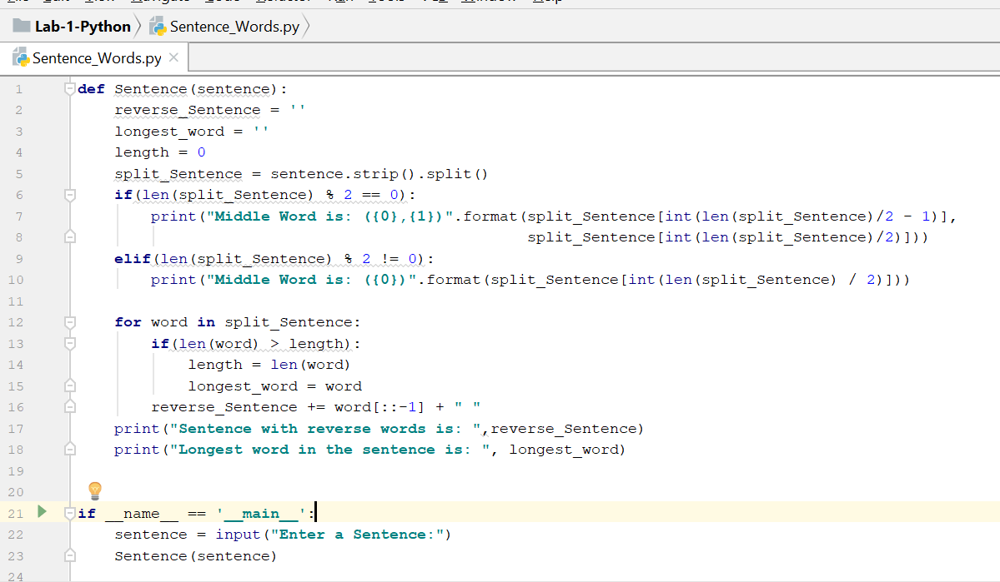 Lab-1-Python Sentence_Words.py
Sentence_Words.py
1 def Sentence(sentence):
2     reverse_Sentence = ''
3     longest_word = ''
4     length = 0
5     split_Sentence = sentence.strip().split()
6     if(len(split_Sentence) % 2 == 0):
7         print("Middle Word is: ({0},{1})".format(split_Sentence[int(len(split_Sentence)/2 - 1)],
8                                                  split_Sentence[int(len(split_Sentence)/2)]))
9     elif(len(split_Sentence) % 2 != 0):
10         print("Middle Word is: ({0})".format(split_Sentence[int(len(split_Sentence) / 2)]))
11
12     for word in split_Sentence:
13         if(len(word) > length):
14             length = len(word)
15             longest_word = word
16         reverse_Sentence += word[::-1] + " "
17     print("Sentence with reverse words is: ",reverse_Sentence)
18     print("Longest word in the sentence is: ", longest_word)
19
20
21 if __name__ == '__main__':
22     sentence = input("Enter a Sentence:")
23     Sentence(sentence)
24